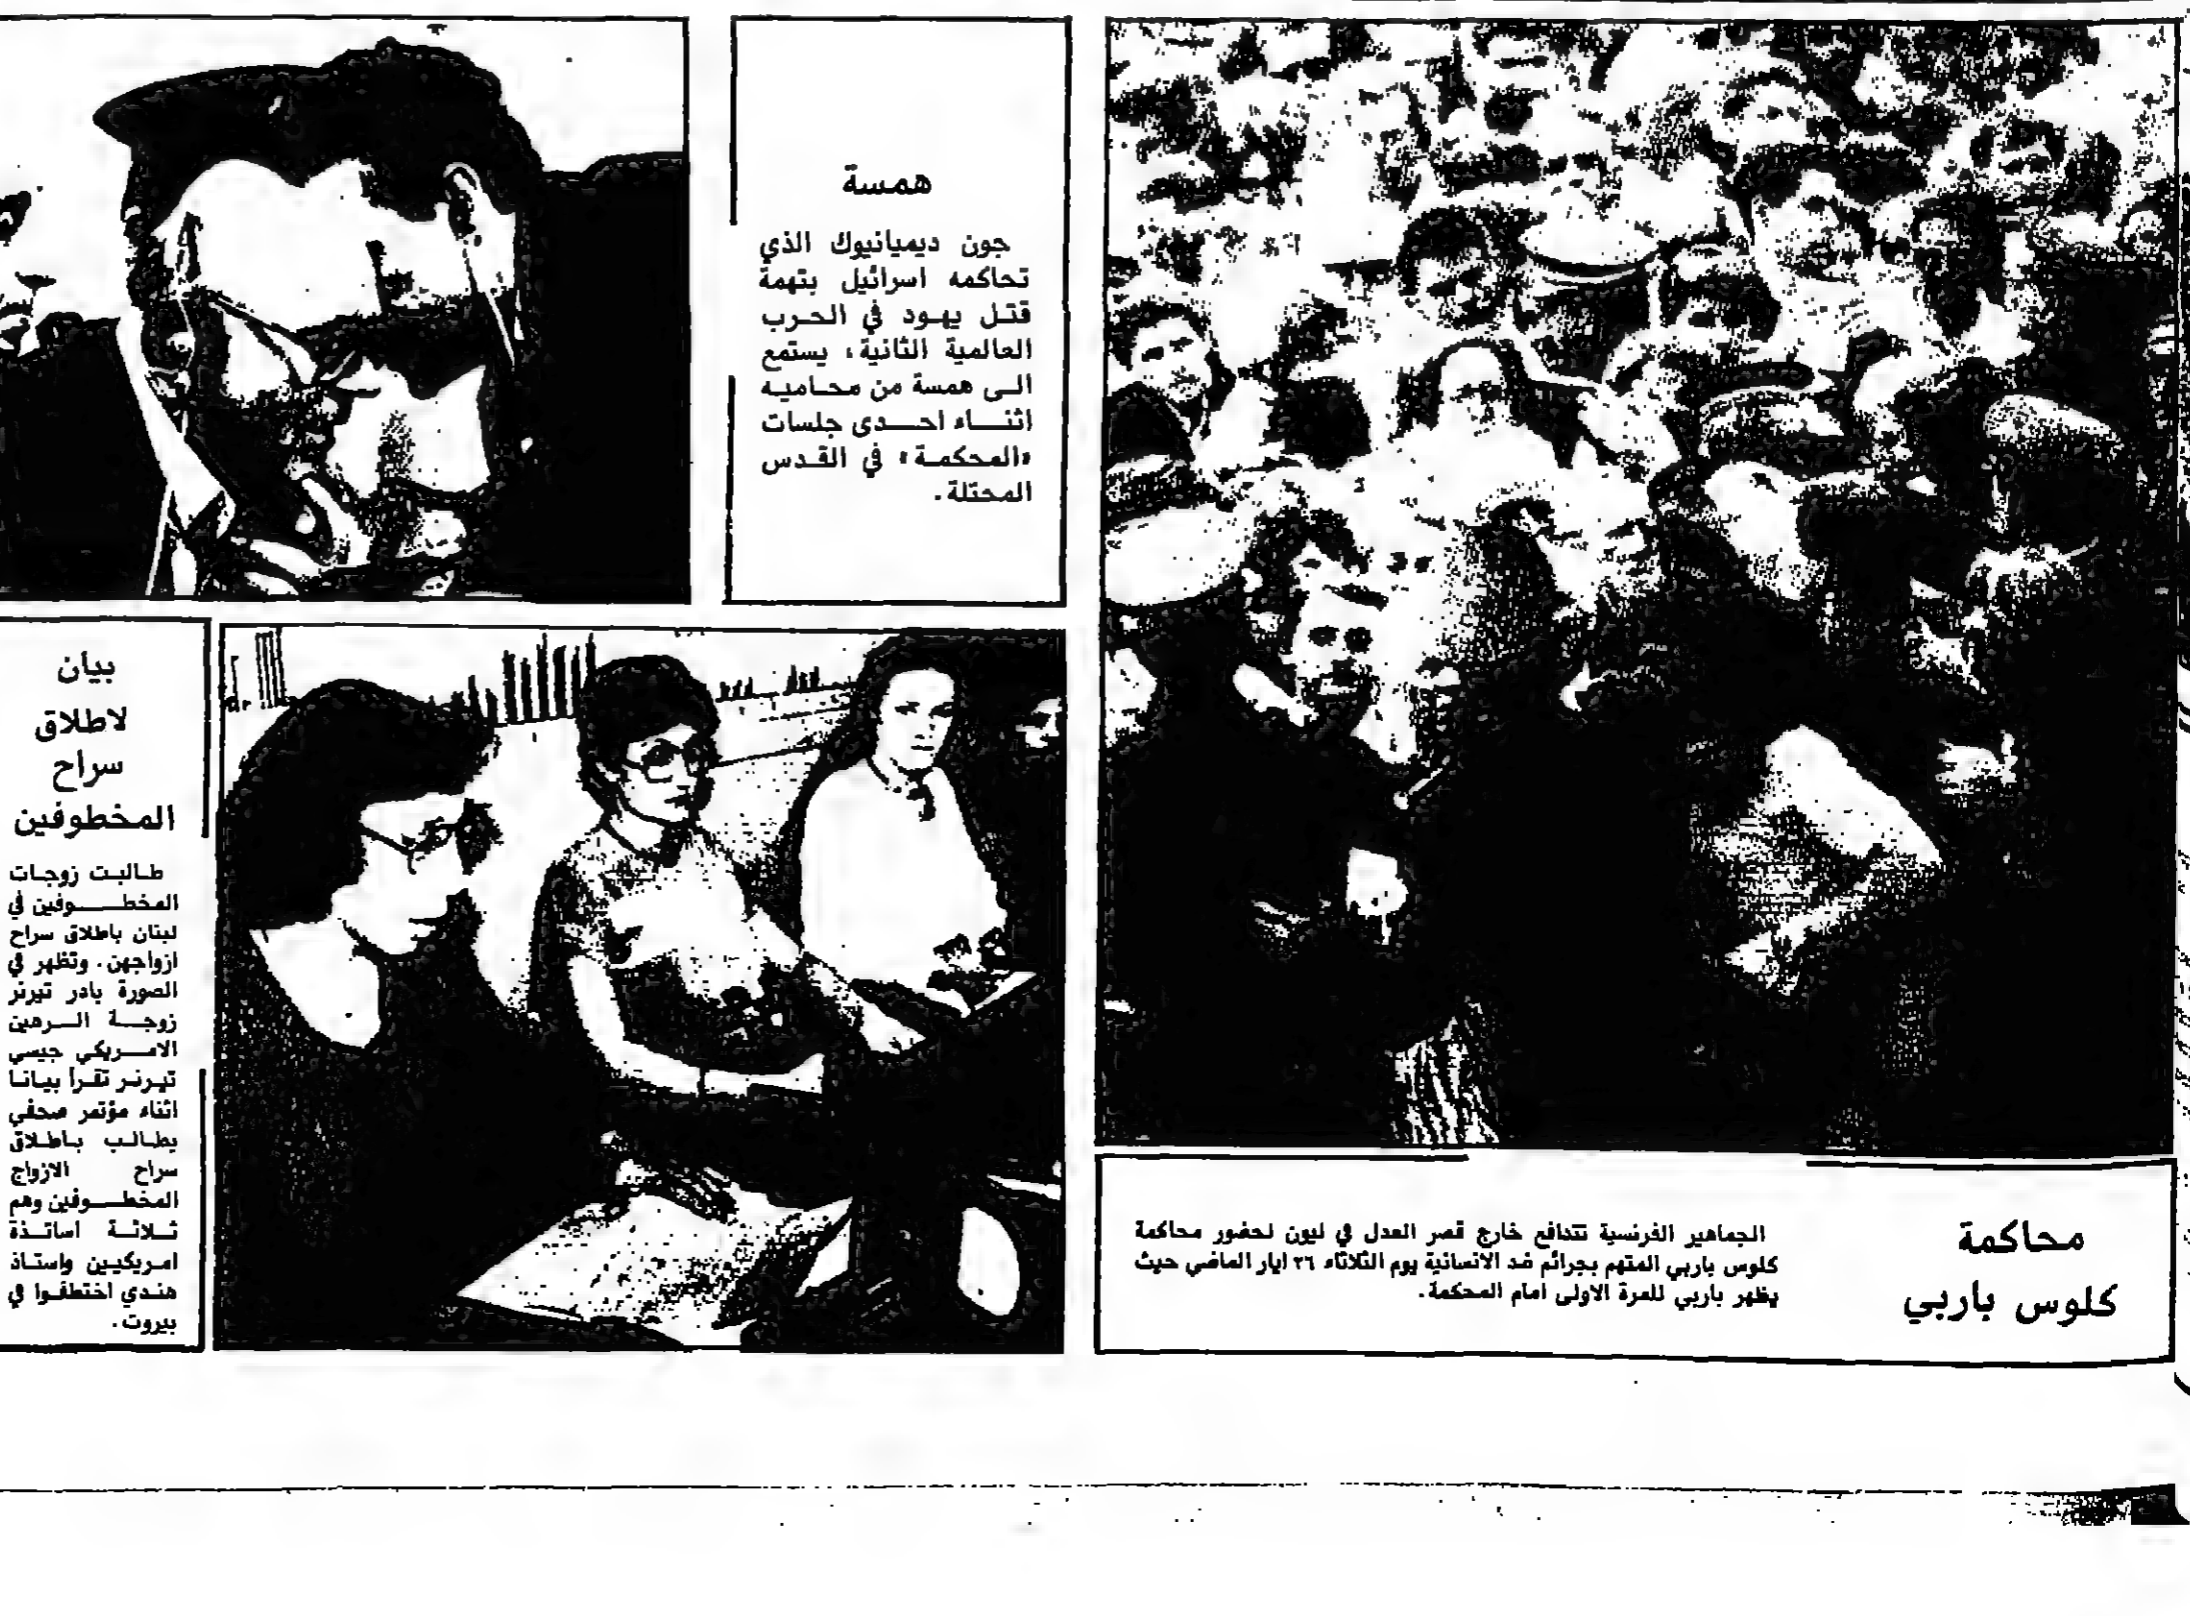 همسة
جون ديميانيوك الذي
تحاكمه اسرائيل بتهمة
قتل يهود في الحرب
العالمية الثانية، يستمع
الى همسة من محاميه
اثناء احدى جلسات
«المحكمة» في القدس
المحتلة.
محاكمة
كلوس باربي
الجماهير الفرنسية تتدافع خارج قصر العدل في ليون لحضور محاكمة
كلوس باربي المتهم بجرائم ضد الانسانية يوم الثلاثاء ٢٦ ايار الماضي حيث
يظهر باربي للمرة الاولى امام المحكمة.
بيان
لاطلاق
سراح
المخطوفين
طالبت زوجات
المخطوفين في
لبنان باطلاق سراح
ازواجهن. وتظهر في
الصورة بادر تيرنر
زوجة الرهين
الامريكي جيسي
تيرنر تقرأ بيانا
اثناء مؤتمر صحفي
يطالب بأطلاق
سراح الازواج
المخطوفين وهم
ثلاثة اساتذة
امريكيين واستاذ
هندي اختطفوا في
بيروت.